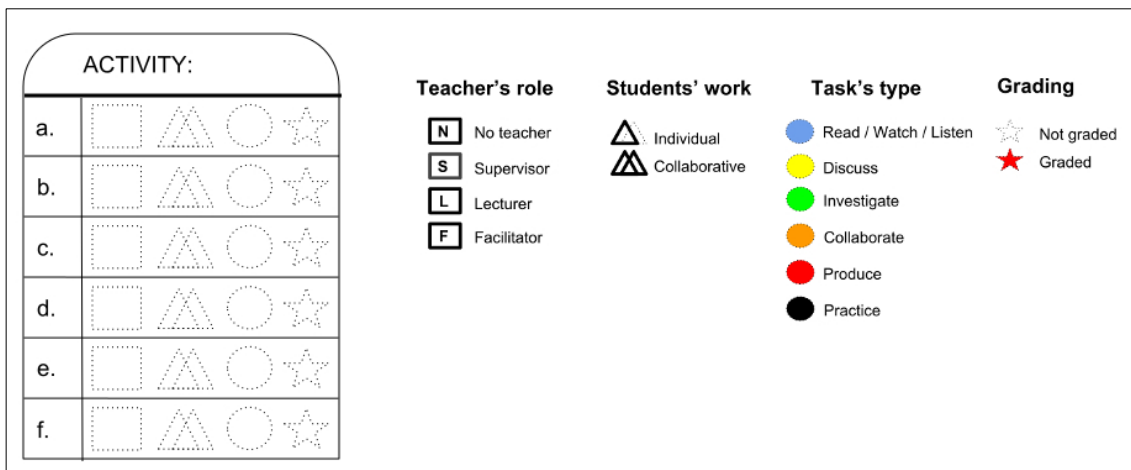 ACTIVITY:
a.
b.
c.
d.
e.
f.
Teacher's role
N No teacher
S Supervisor
L Lecturer
F Facilitator
Students' work
Individual
Collaborative
Task's type
Read / Watch / Listen
Discuss
Investigate
Collaborate
Produce
Practice
Grading
Not graded
Graded